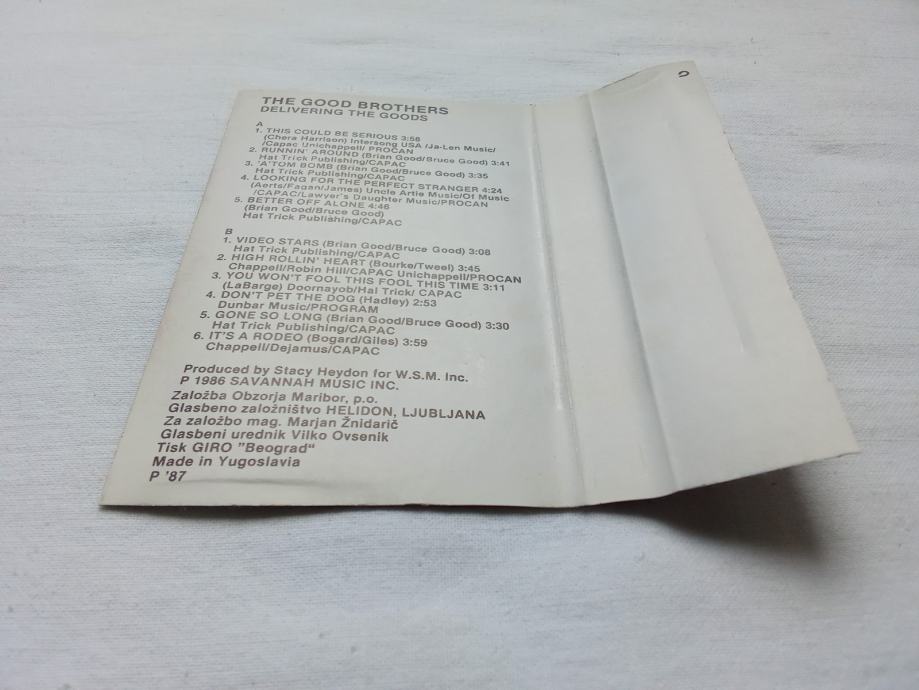 THE GOOD BROTHERS
DELIVERING THE GOODS
A
1. THIS COULD BE SERIOUS 3:58
(Chera Harrison) Intersong USA /Ja-Len Music/
/Capac Unichappell/ PROCAN
2. RUNNIN' AROUND (Brian Good/Bruce Good) 3:41
Hat Trick Publishing/CAPAC
3. 'A'TOM BOMB (Brian Good/Bruce Good) 3:35
Hat Trick Publishing/CAPAC
4. LOOKING FOR THE PERFECT STRANGER 4:24
(Aerts/Fagan/James) Uncle Artie Music/Of Music
/CAPAC/Lawyer's Daughter Music/PROCAN
5. BETTER OFF ALONE 4:46
(Brian Good/Bruce Good)
Hat Trick Publishing/CAPAC
B
1. VIDEO STARS (Brian Good/Bruce Good) 3:08
Hat Trick Publishing/CAPAC
2. HIGH ROLLIN' HEART (Bourke/Tweel) 3:45
Chappell/Robin Hill/CAPAC Unichappell/PROCAN
3. YOU WON'T FOOL THIS FOOL THIS TIME 3:11
(LaBarge) Doornayob/Hal Trick/ CAPAC
4. DON'T PET THE DOG (Hadley) 2:53
Dunbar Music/PROGRAM
5. GONE SO LONG (Brian Good/Bruce Good) 3:30
Hat Trick Publishing/CAPAC
6. IT'S A RODEO (Bogard/Giles) 3:59
Chappell/Dejamus/CAPAC
Produced by Stacy Heydon for W.S.M. Inc.
P 1986 SAVANNAH MUSIC INC.
Založba Obzorja Maribor, p.o.
Glasbeno založništvo HELIDON, LJUBLJANA
Za založbo mag. Marjan Žnidarič
Glasbeni urednik Vilko Ovsenik
Tisk GIRO "Beograd"
Made in Yugoslavia
P '87